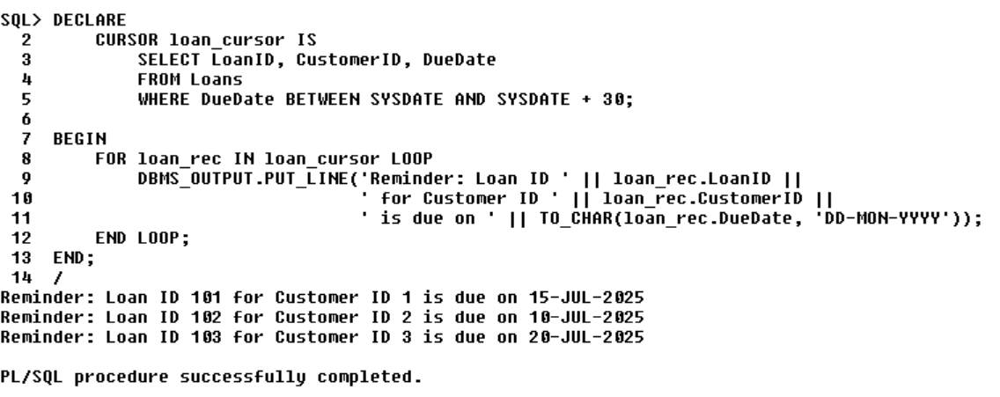 SQL> DECLARE
  2      CURSOR loan_cursor IS
  3          SELECT LoanID, CustomerID, DueDate
  4          FROM Loans
  5          WHERE DueDate BETWEEN SYSDATE AND SYSDATE + 30;
  6
  7  BEGIN
  8      FOR loan_rec IN loan_cursor LOOP
  9          DBMS_OUTPUT.PUT_LINE('Reminder: Loan ID ' || loan_rec.LoanID ||
 10                               ' for Customer ID ' || loan_rec.CustomerID ||
 11                               ' is due on ' || TO_CHAR(loan_rec.DueDate, 'DD-MON-YYYY'));
 12      END LOOP;
 13  END;
 14  /
Reminder: Loan ID 101 for Customer ID 1 is due on 15-JUL-2025
Reminder: Loan ID 102 for Customer ID 2 is due on 10-JUL-2025
Reminder: Loan ID 103 for Customer ID 3 is due on 20-JUL-2025

PL/SQL procedure successfully completed.